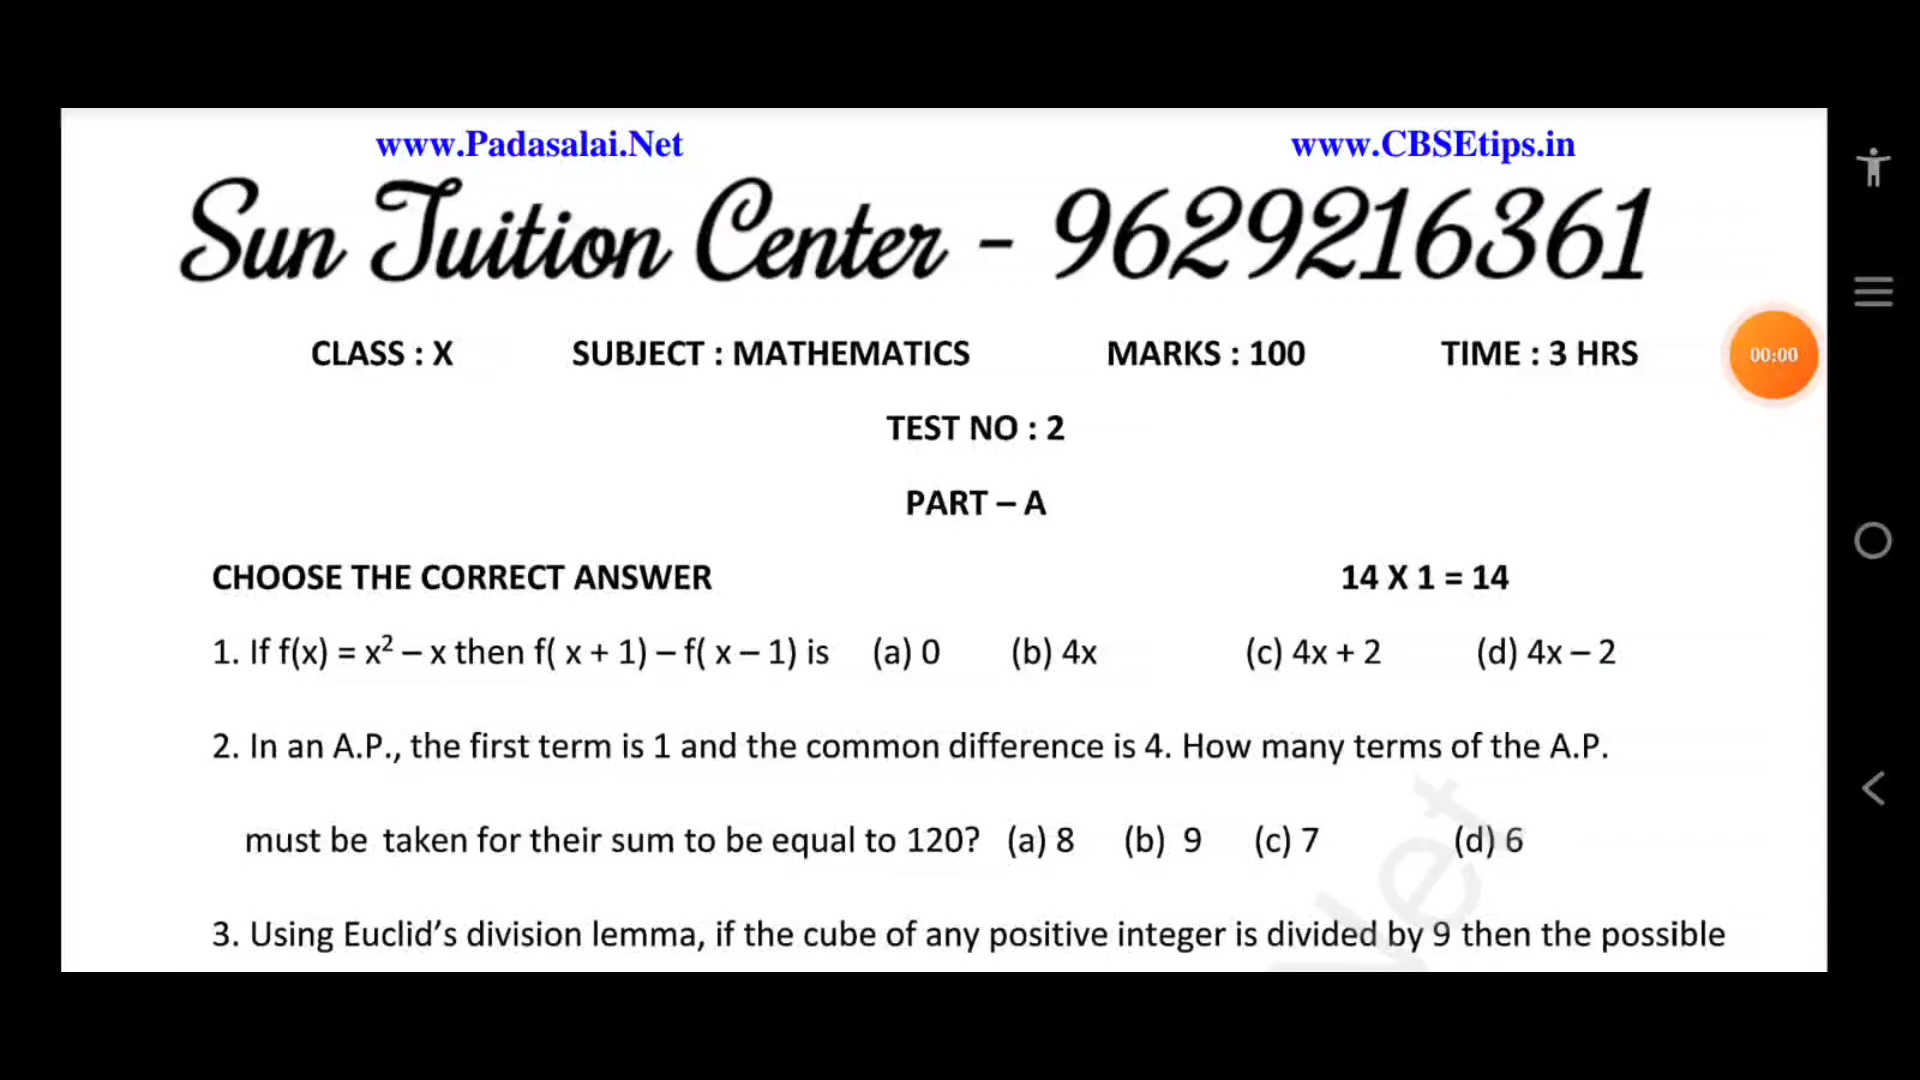 www.Padasalai.Net www.CBSEtips.in
Sun Tuition Center - 9629216361
CLASS : X SUBJECT : MATHEMATICS MARKS : 100 TIME : 3 HRS
00:00
TEST NO : 2
PART – A
CHOOSE THE CORRECT ANSWER 14 X 1 = 14
1. If f(x) = x² – x then f( x + 1) – f( x – 1) is (a) 0 (b) 4x (c) 4x + 2 (d) 4x – 2
2. In an A.P., the first term is 1 and the common difference is 4. How many terms of the A.P.
must be taken for their sum to be equal to 120? (a) 8 (b) 9 (c) 7 (d) 6
3. Using Euclid’s division lemma, if the cube of any positive integer is divided by 9 then the possible